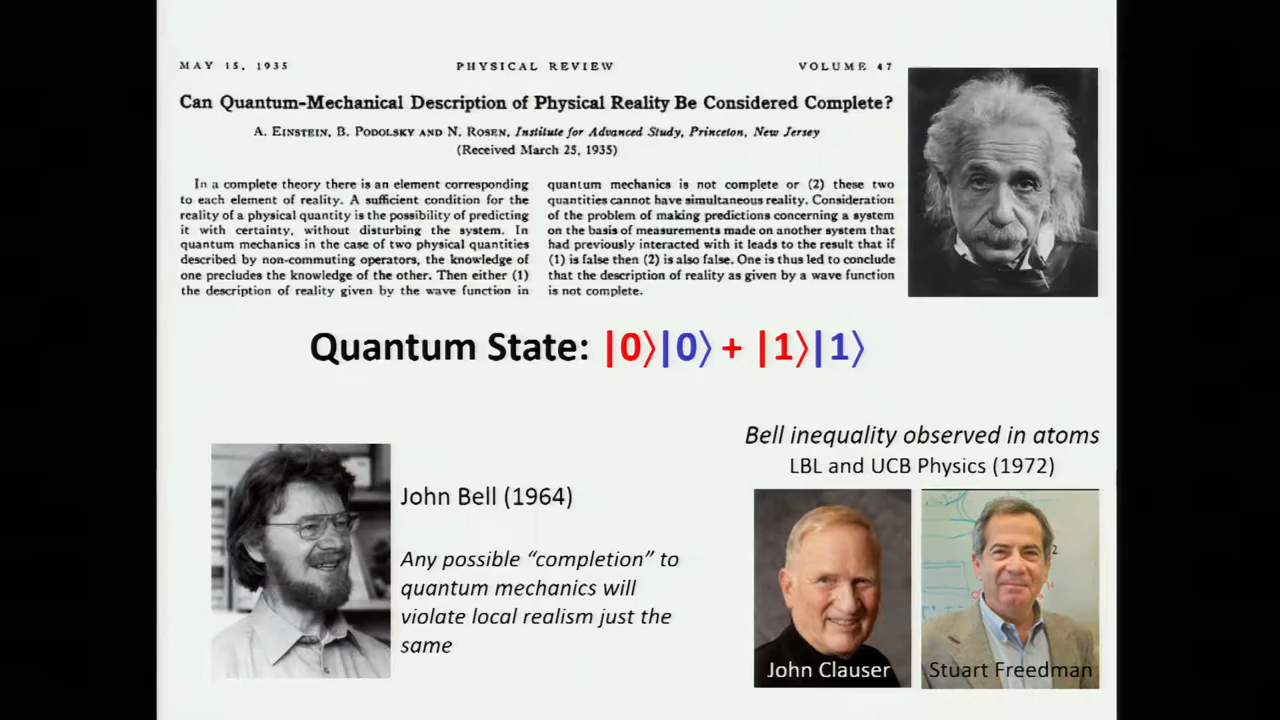 MAY 15, 1935 PHYSICAL REVIEW VOLUME 47
Can Quantum-Mechanical Description of Physical Reality Be Considered Complete?
A. EINSTEIN, B. PODOLSKY AND N. ROSEN, Institute for Advanced Study, Princeton, New Jersey
(Received March 25, 1935)
In a complete theory there is an element corresponding
to each element of reality. A sufficient condition for the
reality of a physical quantity is the possibility of predicting
it with certainty, without disturbing the system. In
quantum mechanics in the case of two physical quantities
described by non-commuting operators, the knowledge of
one precludes the knowledge of the other. Then either (1)
the description of reality given by the wave function in
quantum mechanics is not complete or (2) these two
quantities cannot have simultaneous reality. Consideration
of the problem of making predictions concerning a system
on the basis of measurements made on another system that
had previously interacted with it leads to the result that if
(1) is false then (2) is also false. One is thus led to conclude
that the description of reality as given by a wave function
is not complete.
Quantum State: |0⟩|0⟩ + |1⟩|1⟩
John Bell (1964)
Any possible “completion” to
quantum mechanics will
violate local realism just the
same
Bell inequality observed in atoms
LBL and UCB Physics (1972)
John Clauser
Stuart Freedman